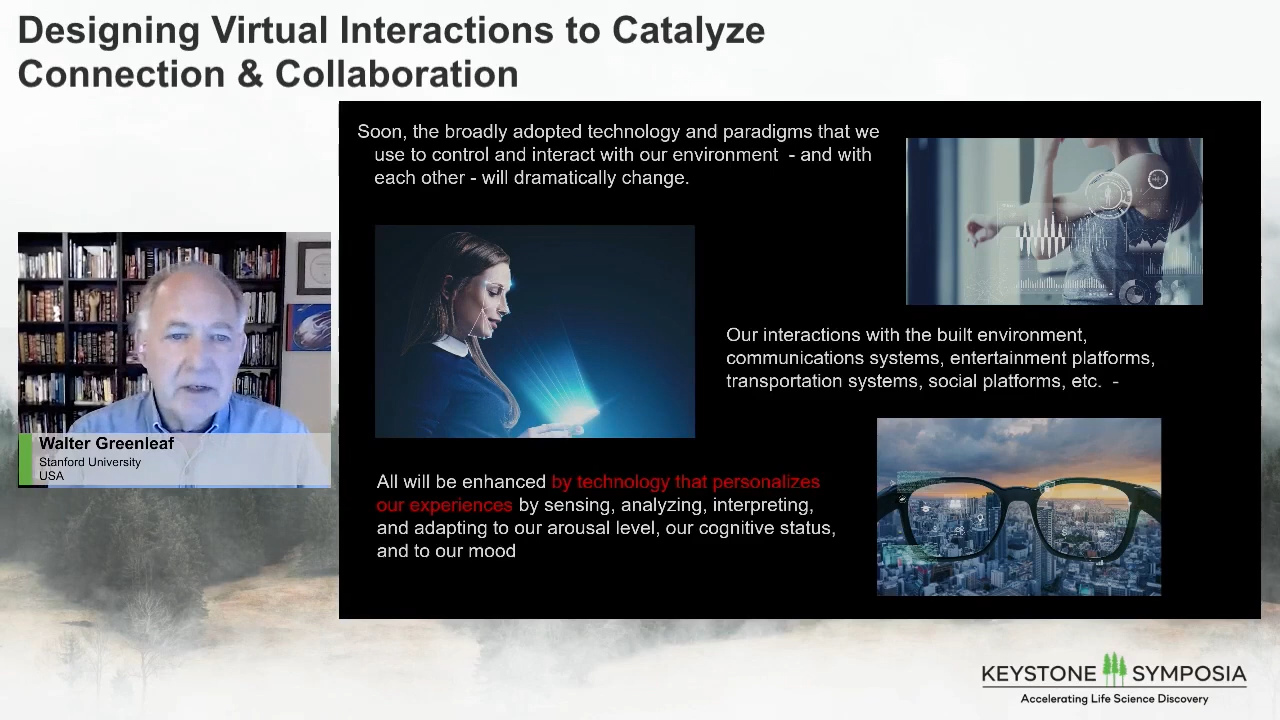 Designing Virtual Interactions to Catalyze
Connection & Collaboration
Soon, the broadly adopted technology and paradigms that we
use to control and interact with our environment - and with
each other - will dramatically change.
Our interactions with the built environment,
communications systems, entertainment platforms,
transportation systems, social platforms, etc. -
All will be enhanced by technology that personalizes
our experiences by sensing, analyzing, interpreting,
and adapting to our arousal level, our cognitive status,
and to our mood
Walter Greenleaf
Stanford University
USA
KEYSTONE SYMPOSIA
Accelerating Life Science Discovery